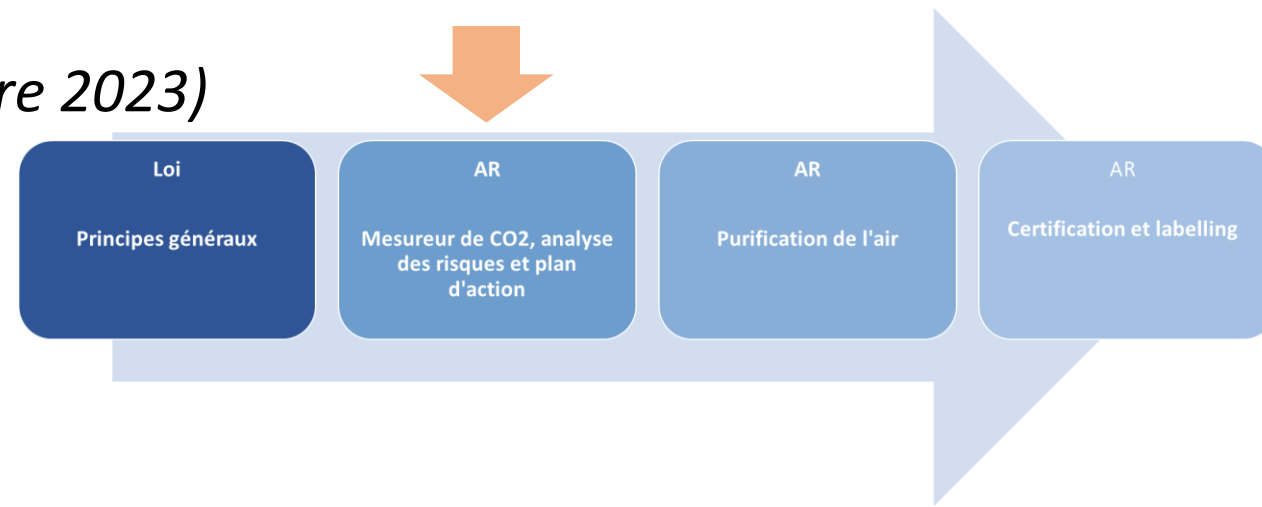 re 2023)
Loi
Principes généraux
AR
Mesureur de CO2, analyse
des risques et plan
d'action
AR
Purification de l'air
AR
Certification et labelling